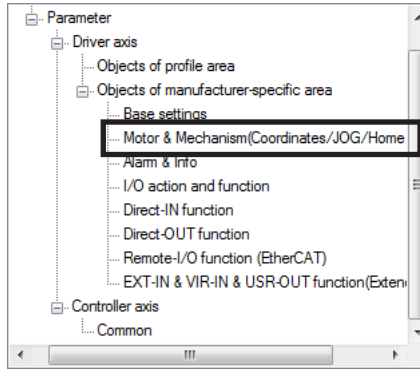 Parameter
Driver axis
Objects of profile area
Objects of manufacturer-specific area
Base settings
Motor & Mechanism(Coordinates/JOG/Home
Alarm & Info
I/O action and function
Direct-IN function
Direct-OUT function
Remote-I/O function (EtherCAT)
EXT-IN & VIR-IN & USR-OUT function(Exten
Controller axis
Common